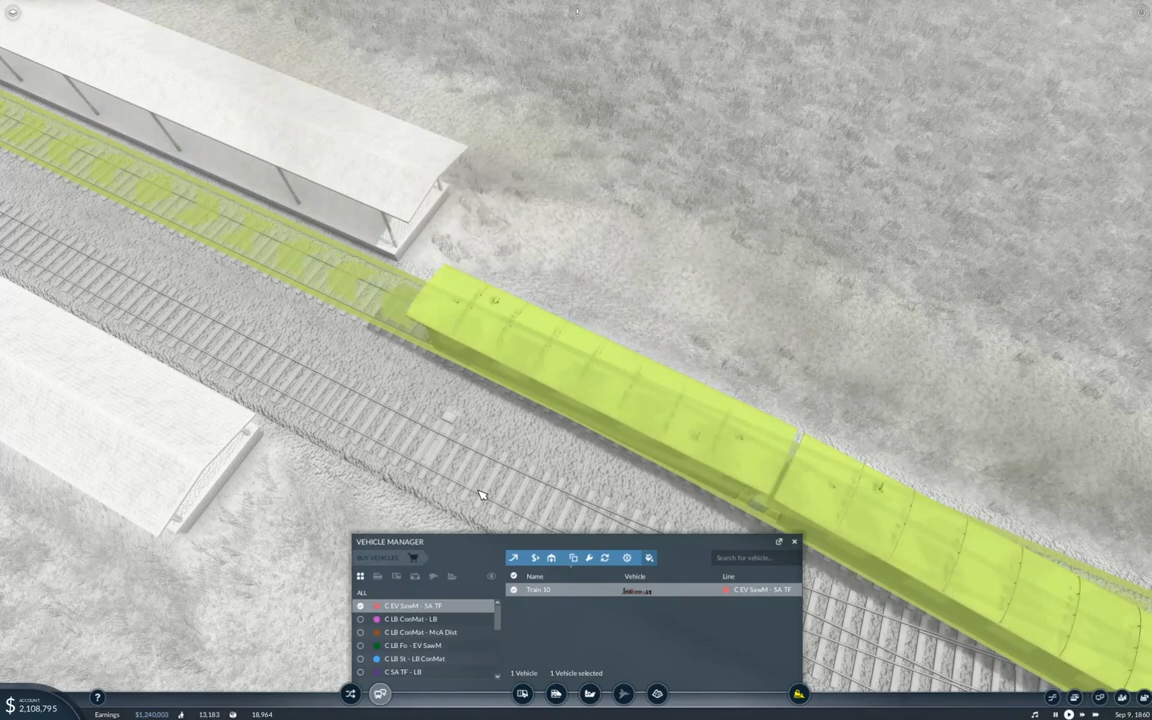 VEHICLE MANAGER
BUY VEHICLES
Search for vehicle...
Name Vehicle Line
ALL
Train 10 C EV SawM - SA TF
C EV SawM - SA TF
C LB ConMat - LB
C LB ConMat - McA Dist
C LB Fo - EV SawM
C LB St - LB ConMat
C SA TF - LB
1 Vehicle 1 Vehicle selected
$ ACCOUNT
2,108,795
?
Earnings $1,240,003 13,183 18,964
Sep 9, 1860